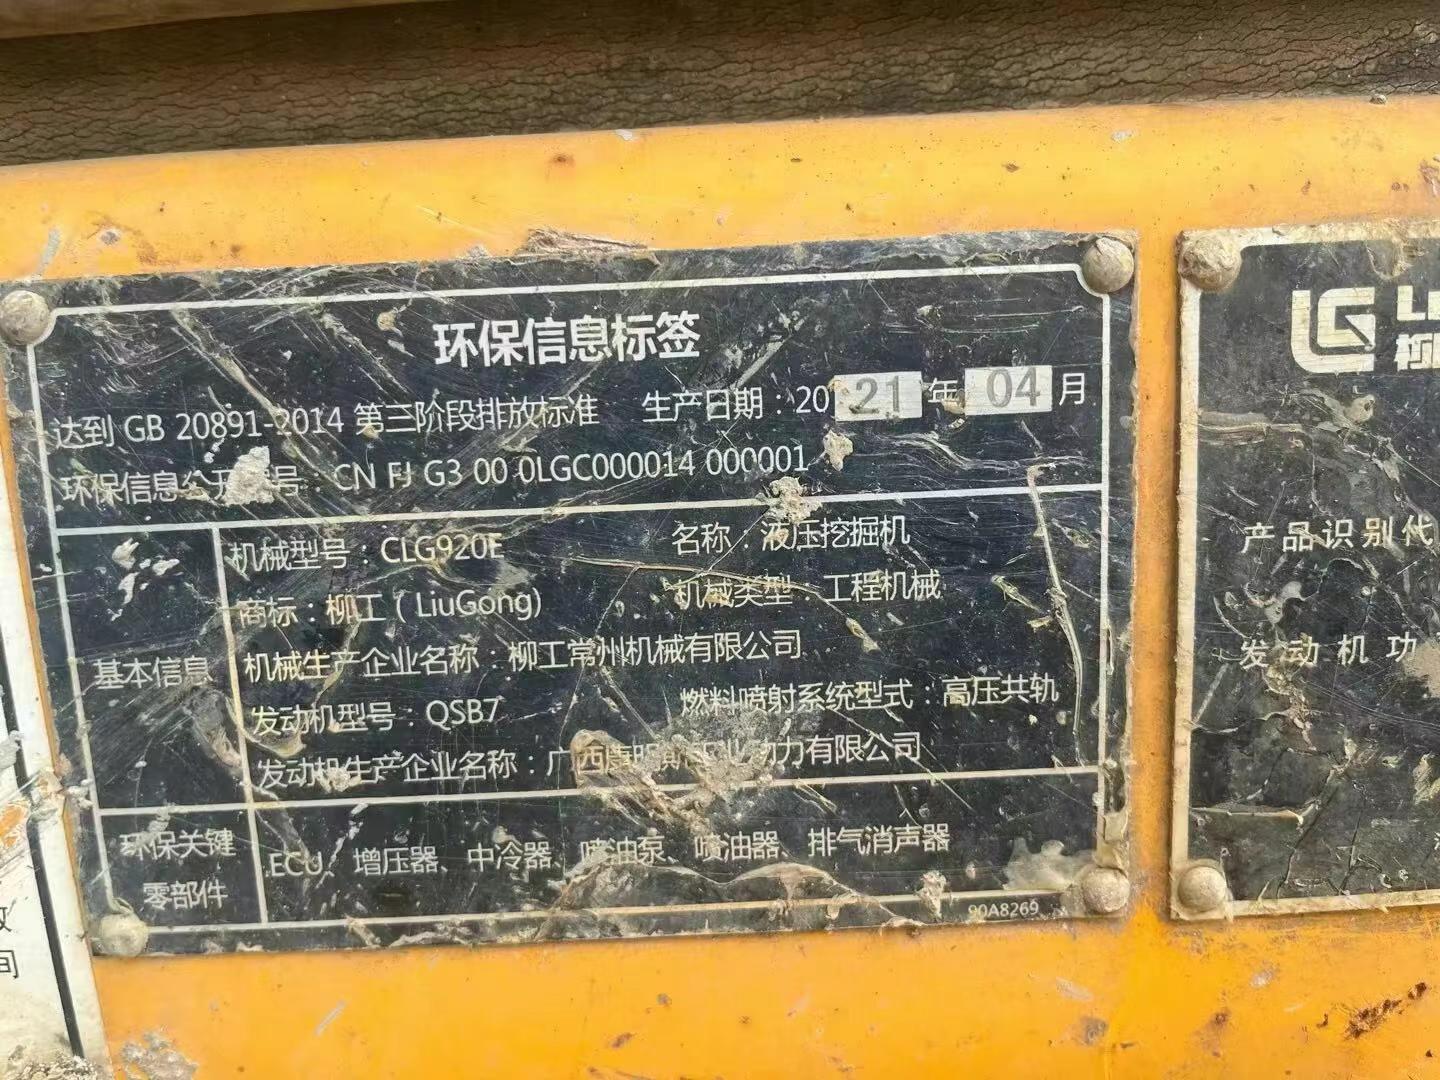 环保信息标签
达到 GB 20891-2014 第三阶段排放标准 生产日期：20 21 年 04 月
环保信息公开编号：CN FJ G3 00 0LGC000014 000001
基本信息
机械型号：CLG920E 名称：液压挖掘机
商标：柳工（LiuGong) 机械类型：工程机械
机械生产企业名称：柳工常州机械有限公司
发动机型号：QSB7 燃料喷射系统型式：高压共轨
发动机生产企业名称：广西康明斯工业动力有限公司
环保关键
零部件
ECU、增压器、中冷器、喷油泵、喷油器、排气消声器
90A8269
产品识别代
发动机功
间